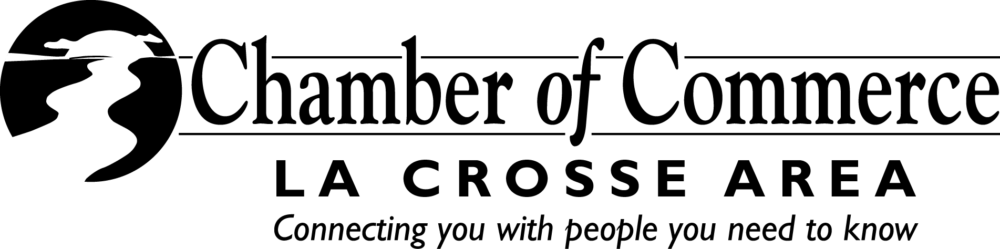 Chamber of Commerce
LA CROSSE AREA
Connecting you with people you need to know